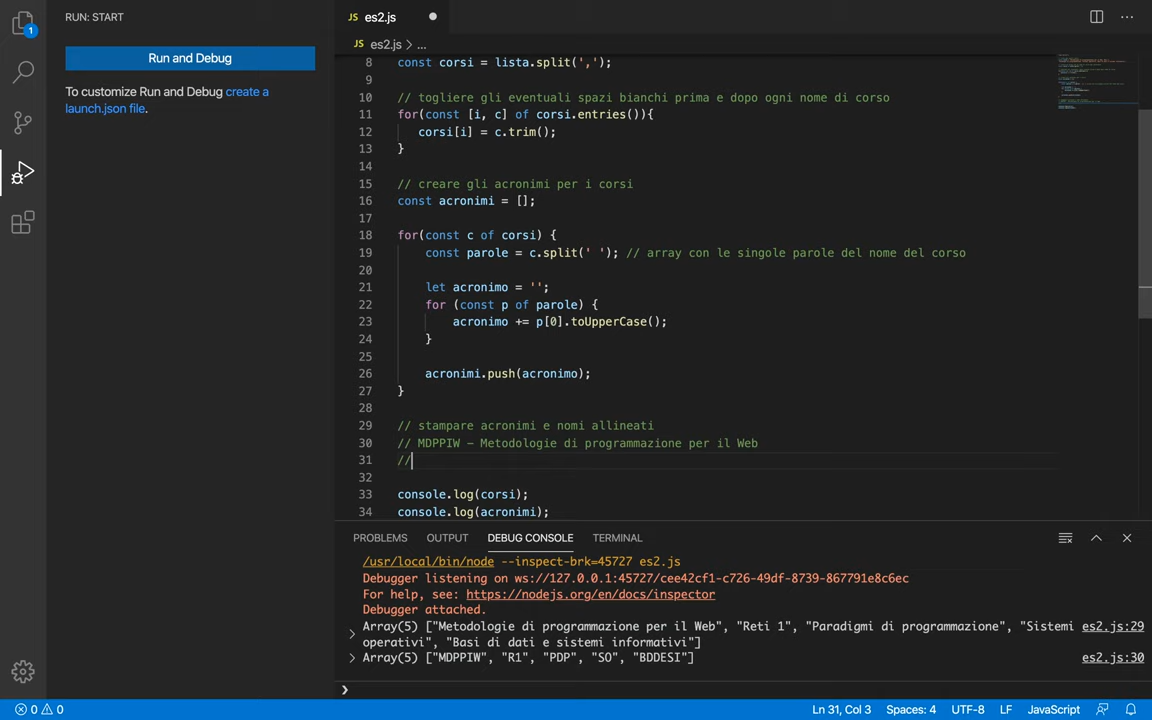 1
RUN: START
Run and Debug
To customize Run and Debug create a
launch.json file.
JS es2.js
JS es2.js > ...
8 const corsi = lista.split(',');
9
10 // togliere gli eventuali spazi bianchi prima e dopo ogni nome di corso
11 for(const [i, c] of corsi.entries()){
12 corsi[i] = c.trim();
13 }
14
15 // creare gli acronimi per i corsi
16 const acronimi = [];
17
18 for(const c of corsi) {
19 const parole = c.split(' '); // array con le singole parole del nome del corso
20
21 let acronimo = '';
22 for (const p of parole) {
23 acronimo += p[0].toUpperCase();
24 }
25
26 acronimi.push(acronimo);
27 }
28
29 // stampare acronimi e nomi allineati
30 // MDPPIW - Metodologie di programmazione per il Web
31 //
32
33 console.log(corsi);
34 console.log(acronimi);
PROBLEMS OUTPUT DEBUG CONSOLE TERMINAL
/usr/local/bin/node --inspect-brk=45727 es2.js
Debugger listening on ws://127.0.0.1:45727/cee42cf1-c726-49df-8739-867791e8c6ec
For help, see: https://nodejs.org/en/docs/inspector
Debugger attached.
> Array(5) ["Metodologie di programmazione per il Web", "Reti 1", "Paradigmi di programmazione", "Sistemi es2.js:29
operativi", "Basi di dati e sistemi informativi"]
> Array(5) ["MDPPIW", "R1", "PDP", "SO", "BDDESI"] es2.js:30
0 0 Ln 31, Col 3 Spaces: 4 UTF-8 LF JavaScript